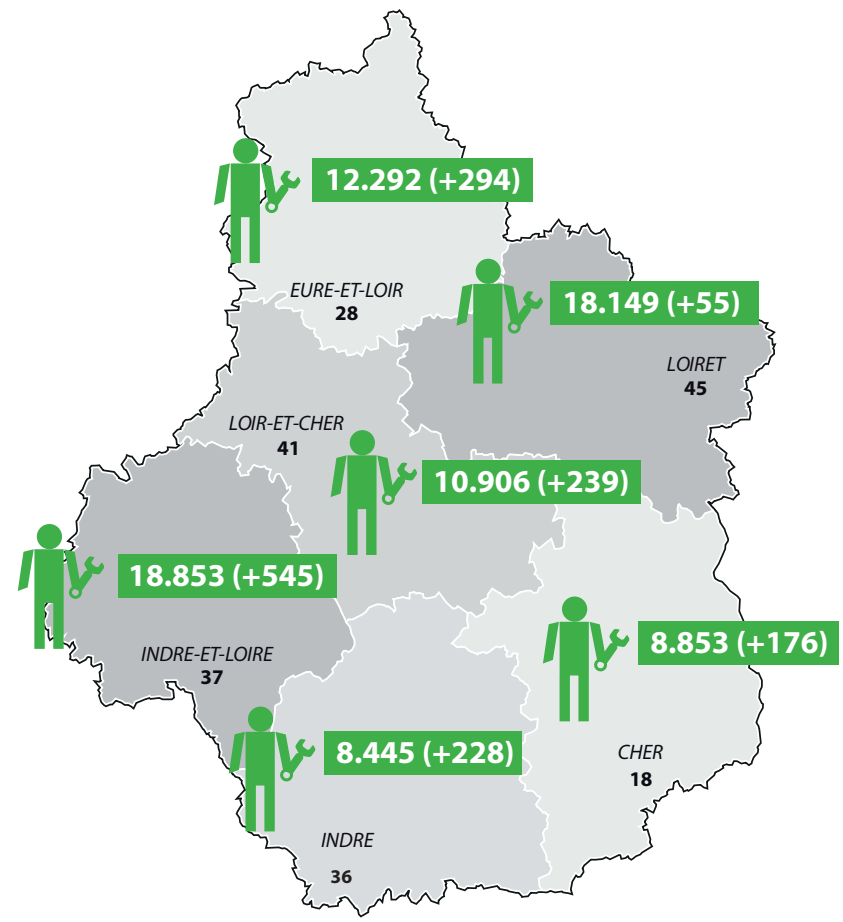 12.292 (+294)
EURE-ET-LOIR
28
18.149 (+55)
LOIRET
45
LOIR-ET-CHER
41
10.906 (+239)
18.853 (+545)
INDRE-ET-LOIRE
37
8.853 (+176)
8.445 (+228)
CHER
18
INDRE
36